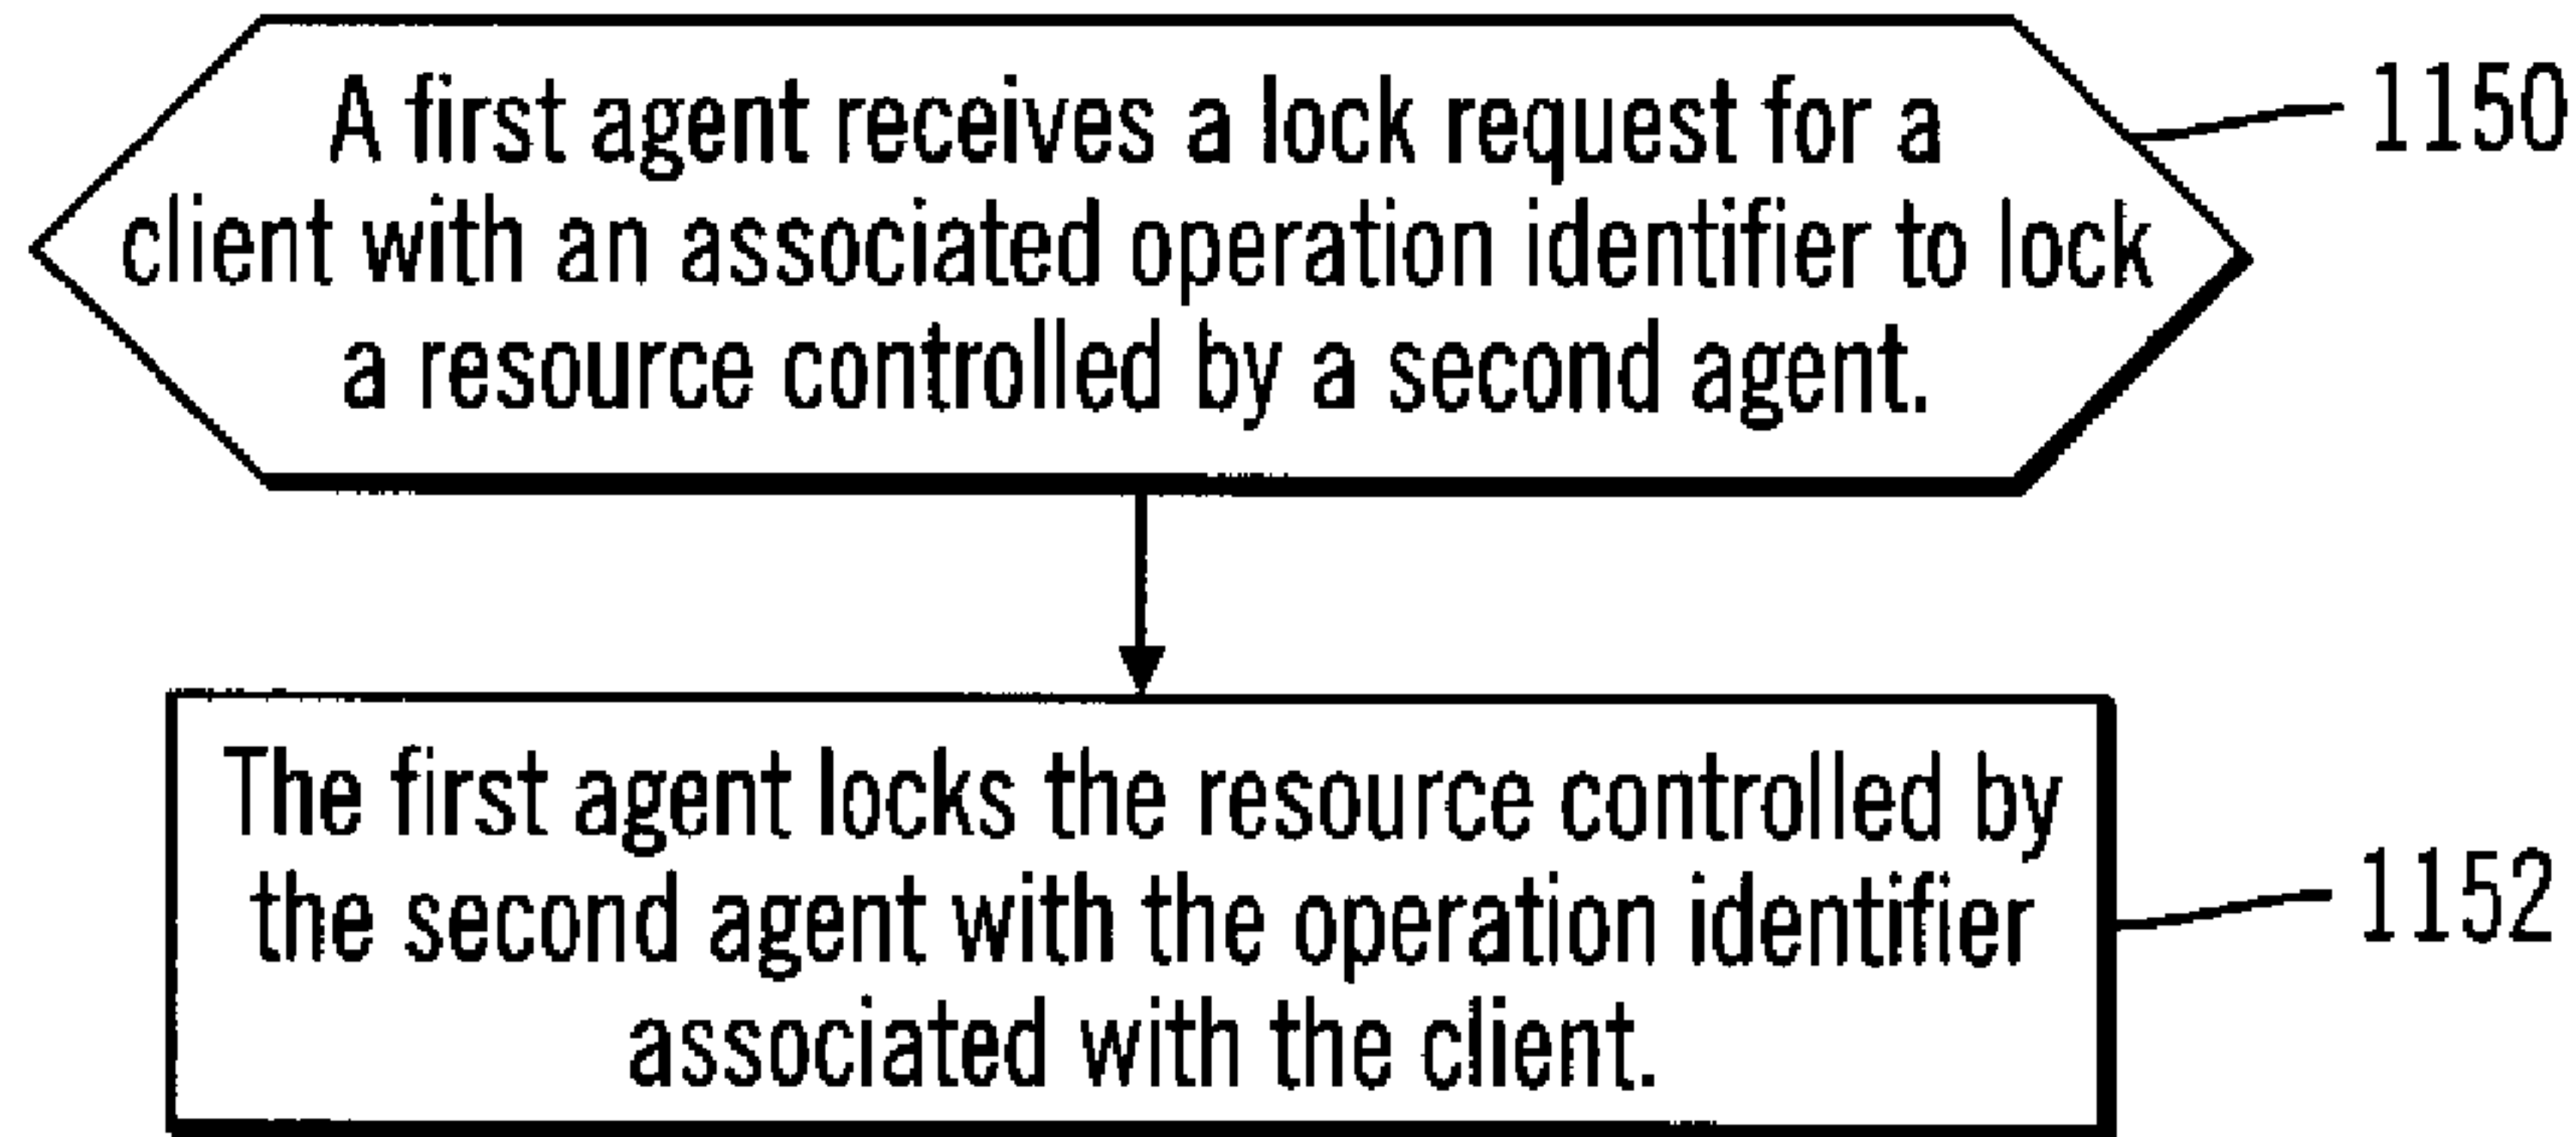 A first agent receives a lock request for a
client with an associated operation identifier to lock
a resource controlled by a second agent.
1150
The first agent locks the resource controlled by
the second agent with the operation identifier
associated with the client.
1152